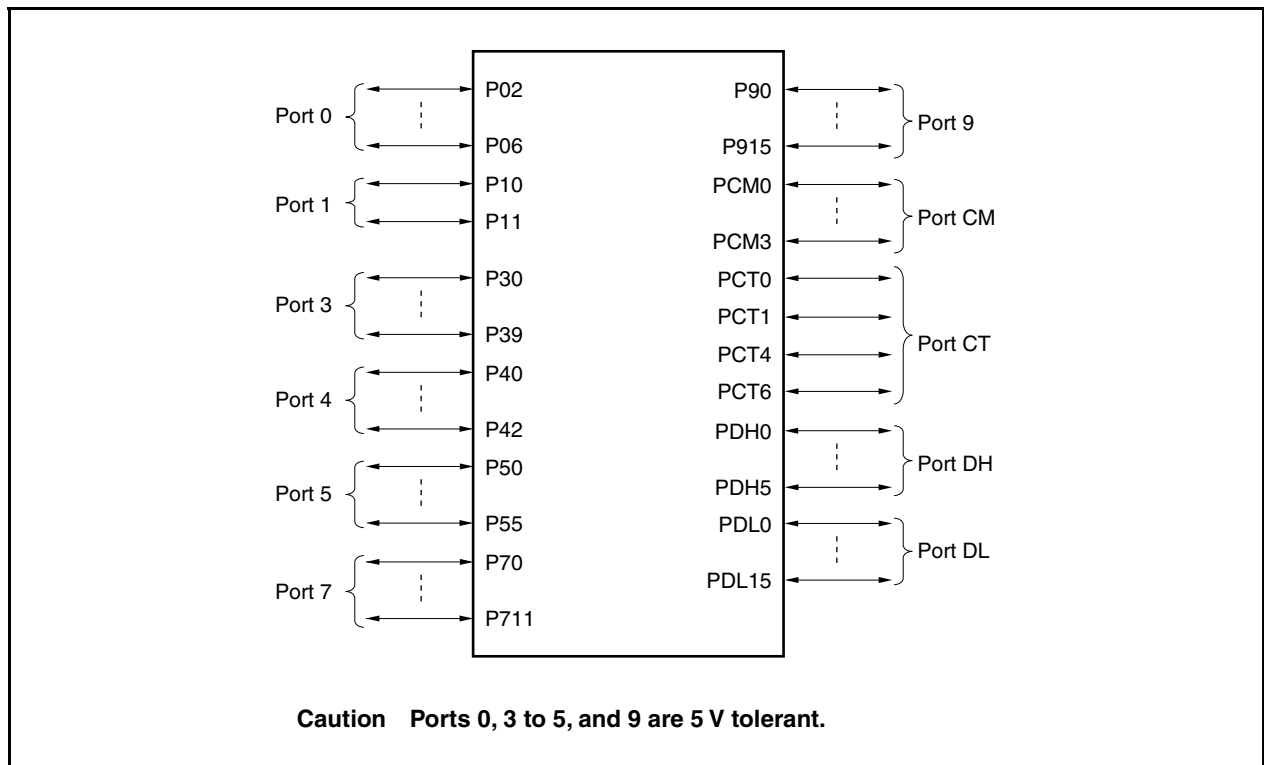 Port 0
P02
P06
Port 1
P10
P11
Port 3
P30
P39
Port 4
P40
P42
Port 5
P50
P55
Port 7
P70
P711
P90
P915
Port 9
PCM0
PCM3
Port CM
PCT0
PCT1
PCT4
PCT6
Port CT
PDH0
PDH5
Port DH
PDL0
PDL15
Port DL
Caution Ports 0, 3 to 5, and 9 are 5 V tolerant.